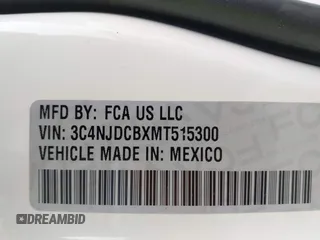 MFD BY: FCA US LLC
VIN: 3C4NJDCBXMT515300
VEHICLE MADE IN: MEXICO
DREAMBID